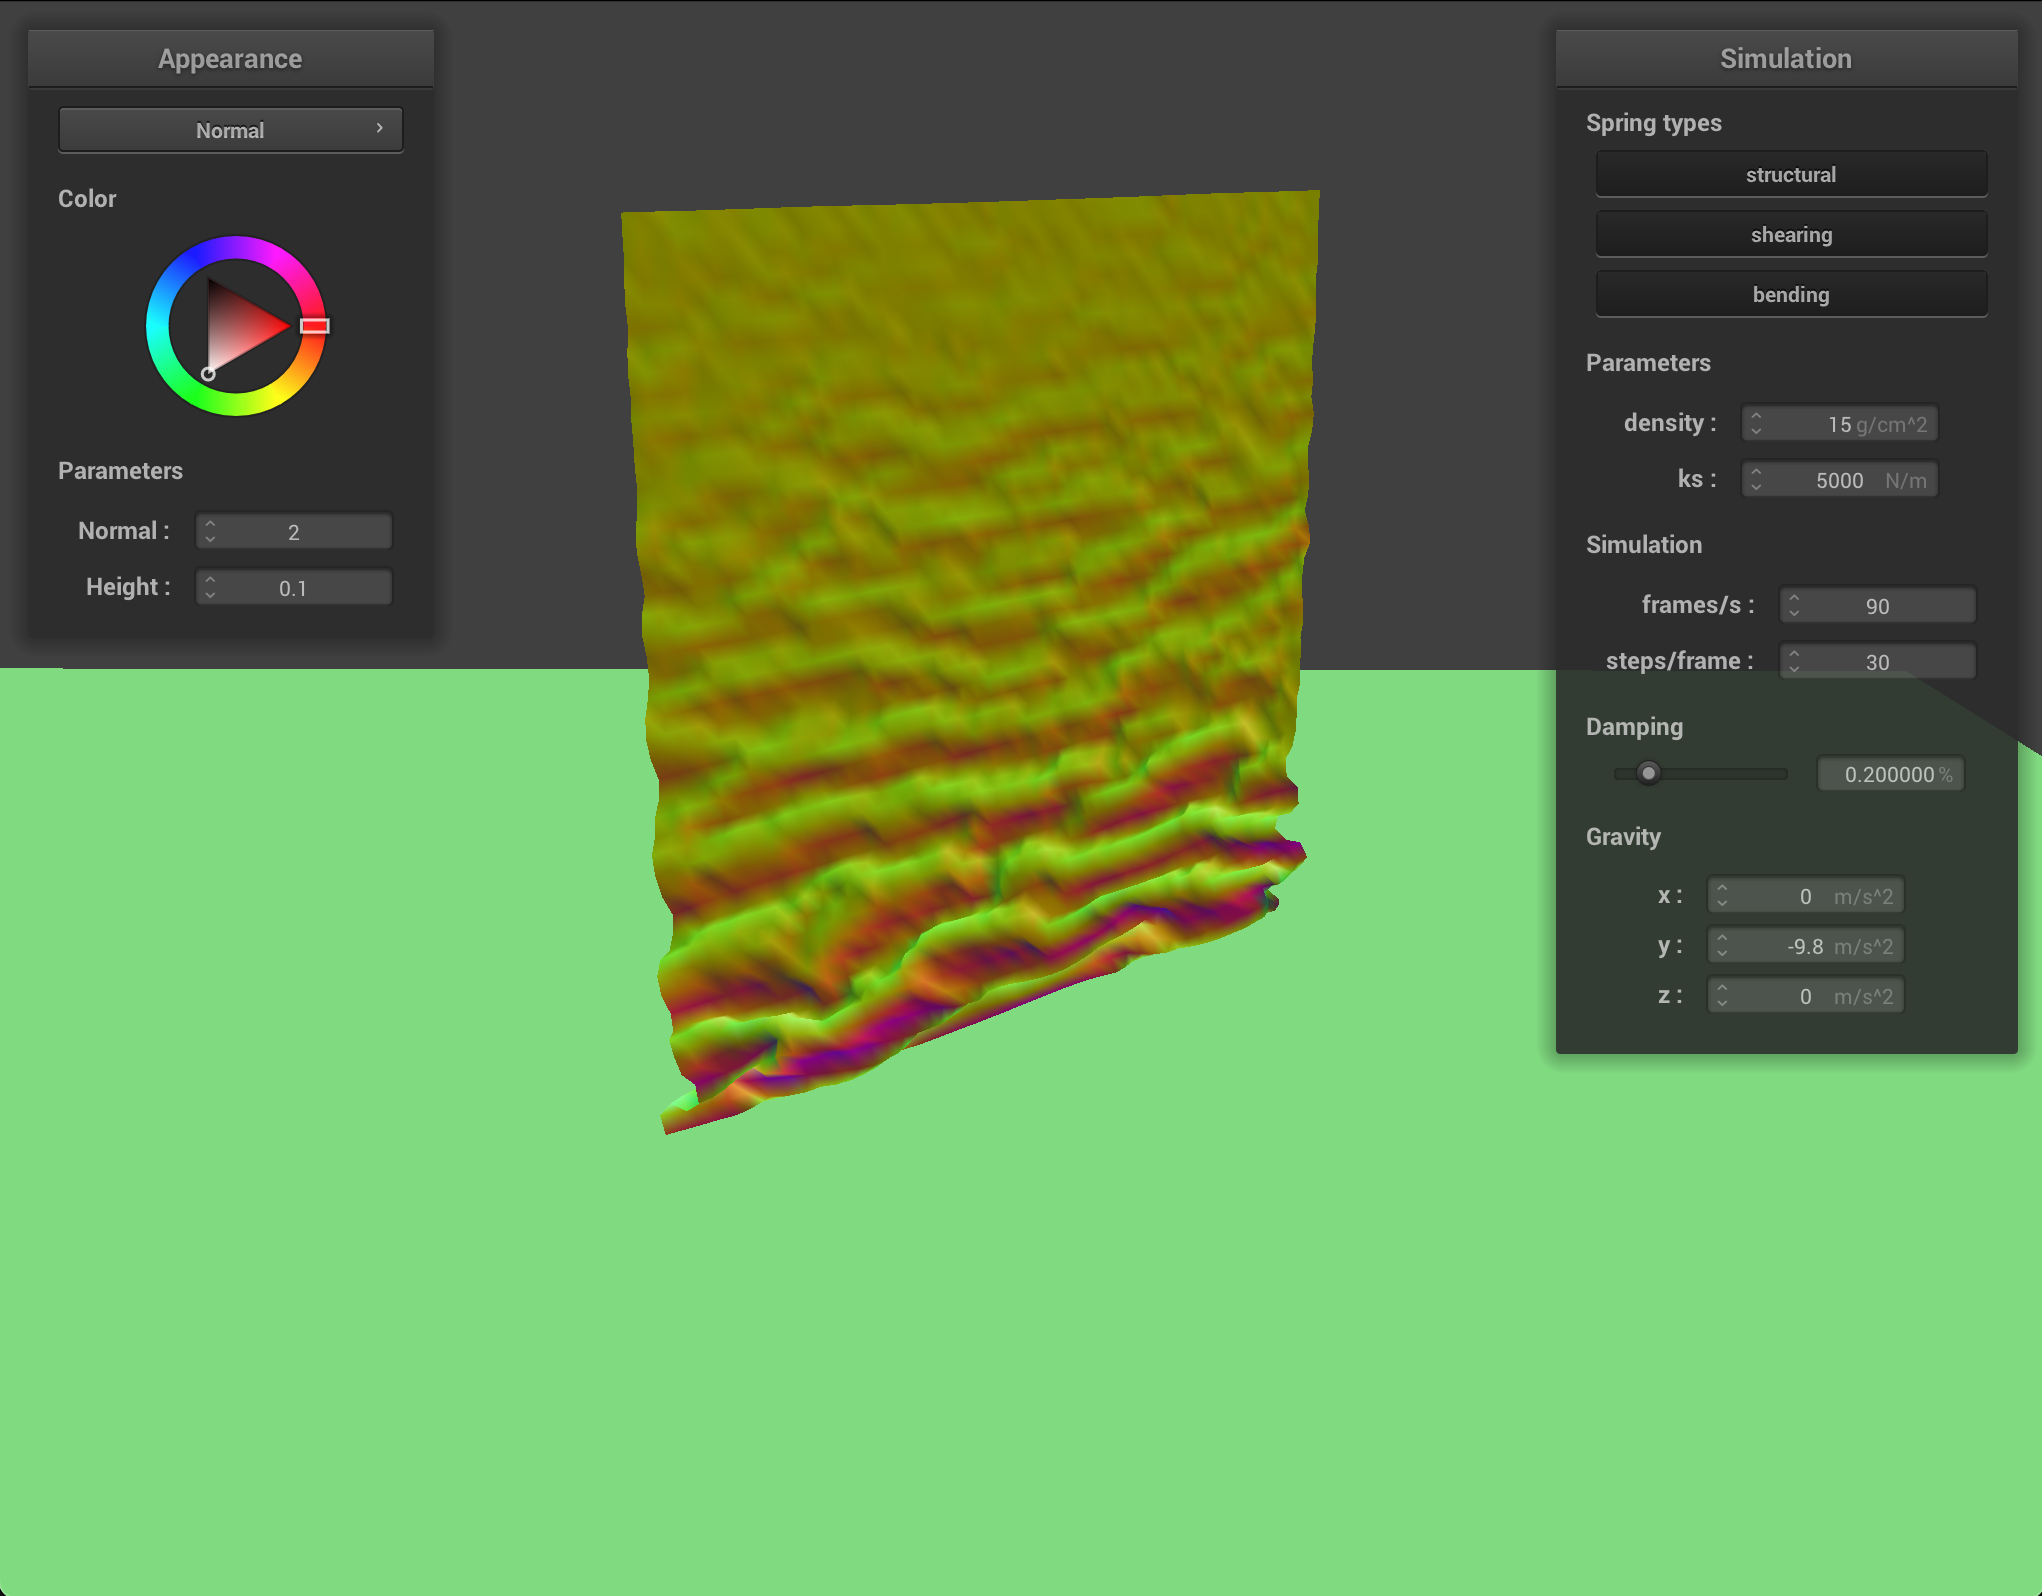 Appearance
Normal
Color
Parameters
Normal : 2
Height : 0.1
Simulation
Spring types
structural
shearing
bending
Parameters
density : 15 g/cm^2
ks : 5000 N/m
Simulation
frames/s : 90
steps/frame : 30
Damping
0.200000 %
Gravity
x : 0 m/s^2
y : -9.8 m/s^2
z : 0 m/s^2